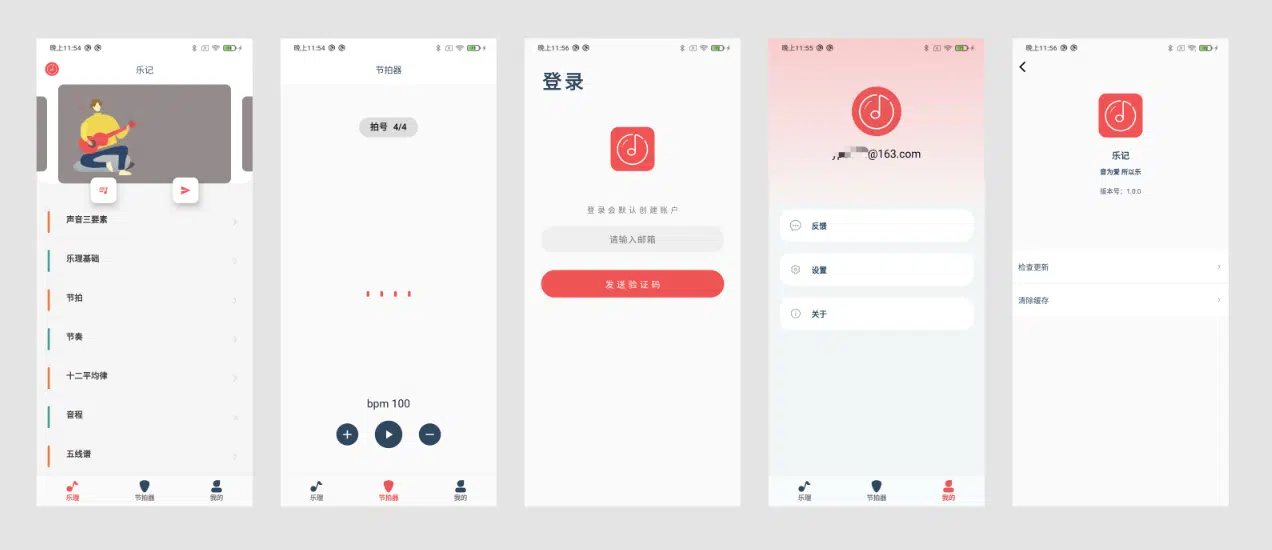 晚上11:54
乐记
声音三要素
乐理基础
节拍
节奏
十二平均律
音程
五线谱
乐理
节拍器
我的
晚上11:54
节拍器
拍号 4/4
bpm 100
乐理
节拍器
我的
晚上11:56
登录
登录会默认创建账户
请输入邮箱
发送验证码
晚上11:55
@163.com
反馈
设置
关于
乐理
节拍器
我的
晚上11:56
乐记
音为爱 所以乐
版本号：1.0.0
检查更新
清除缓存